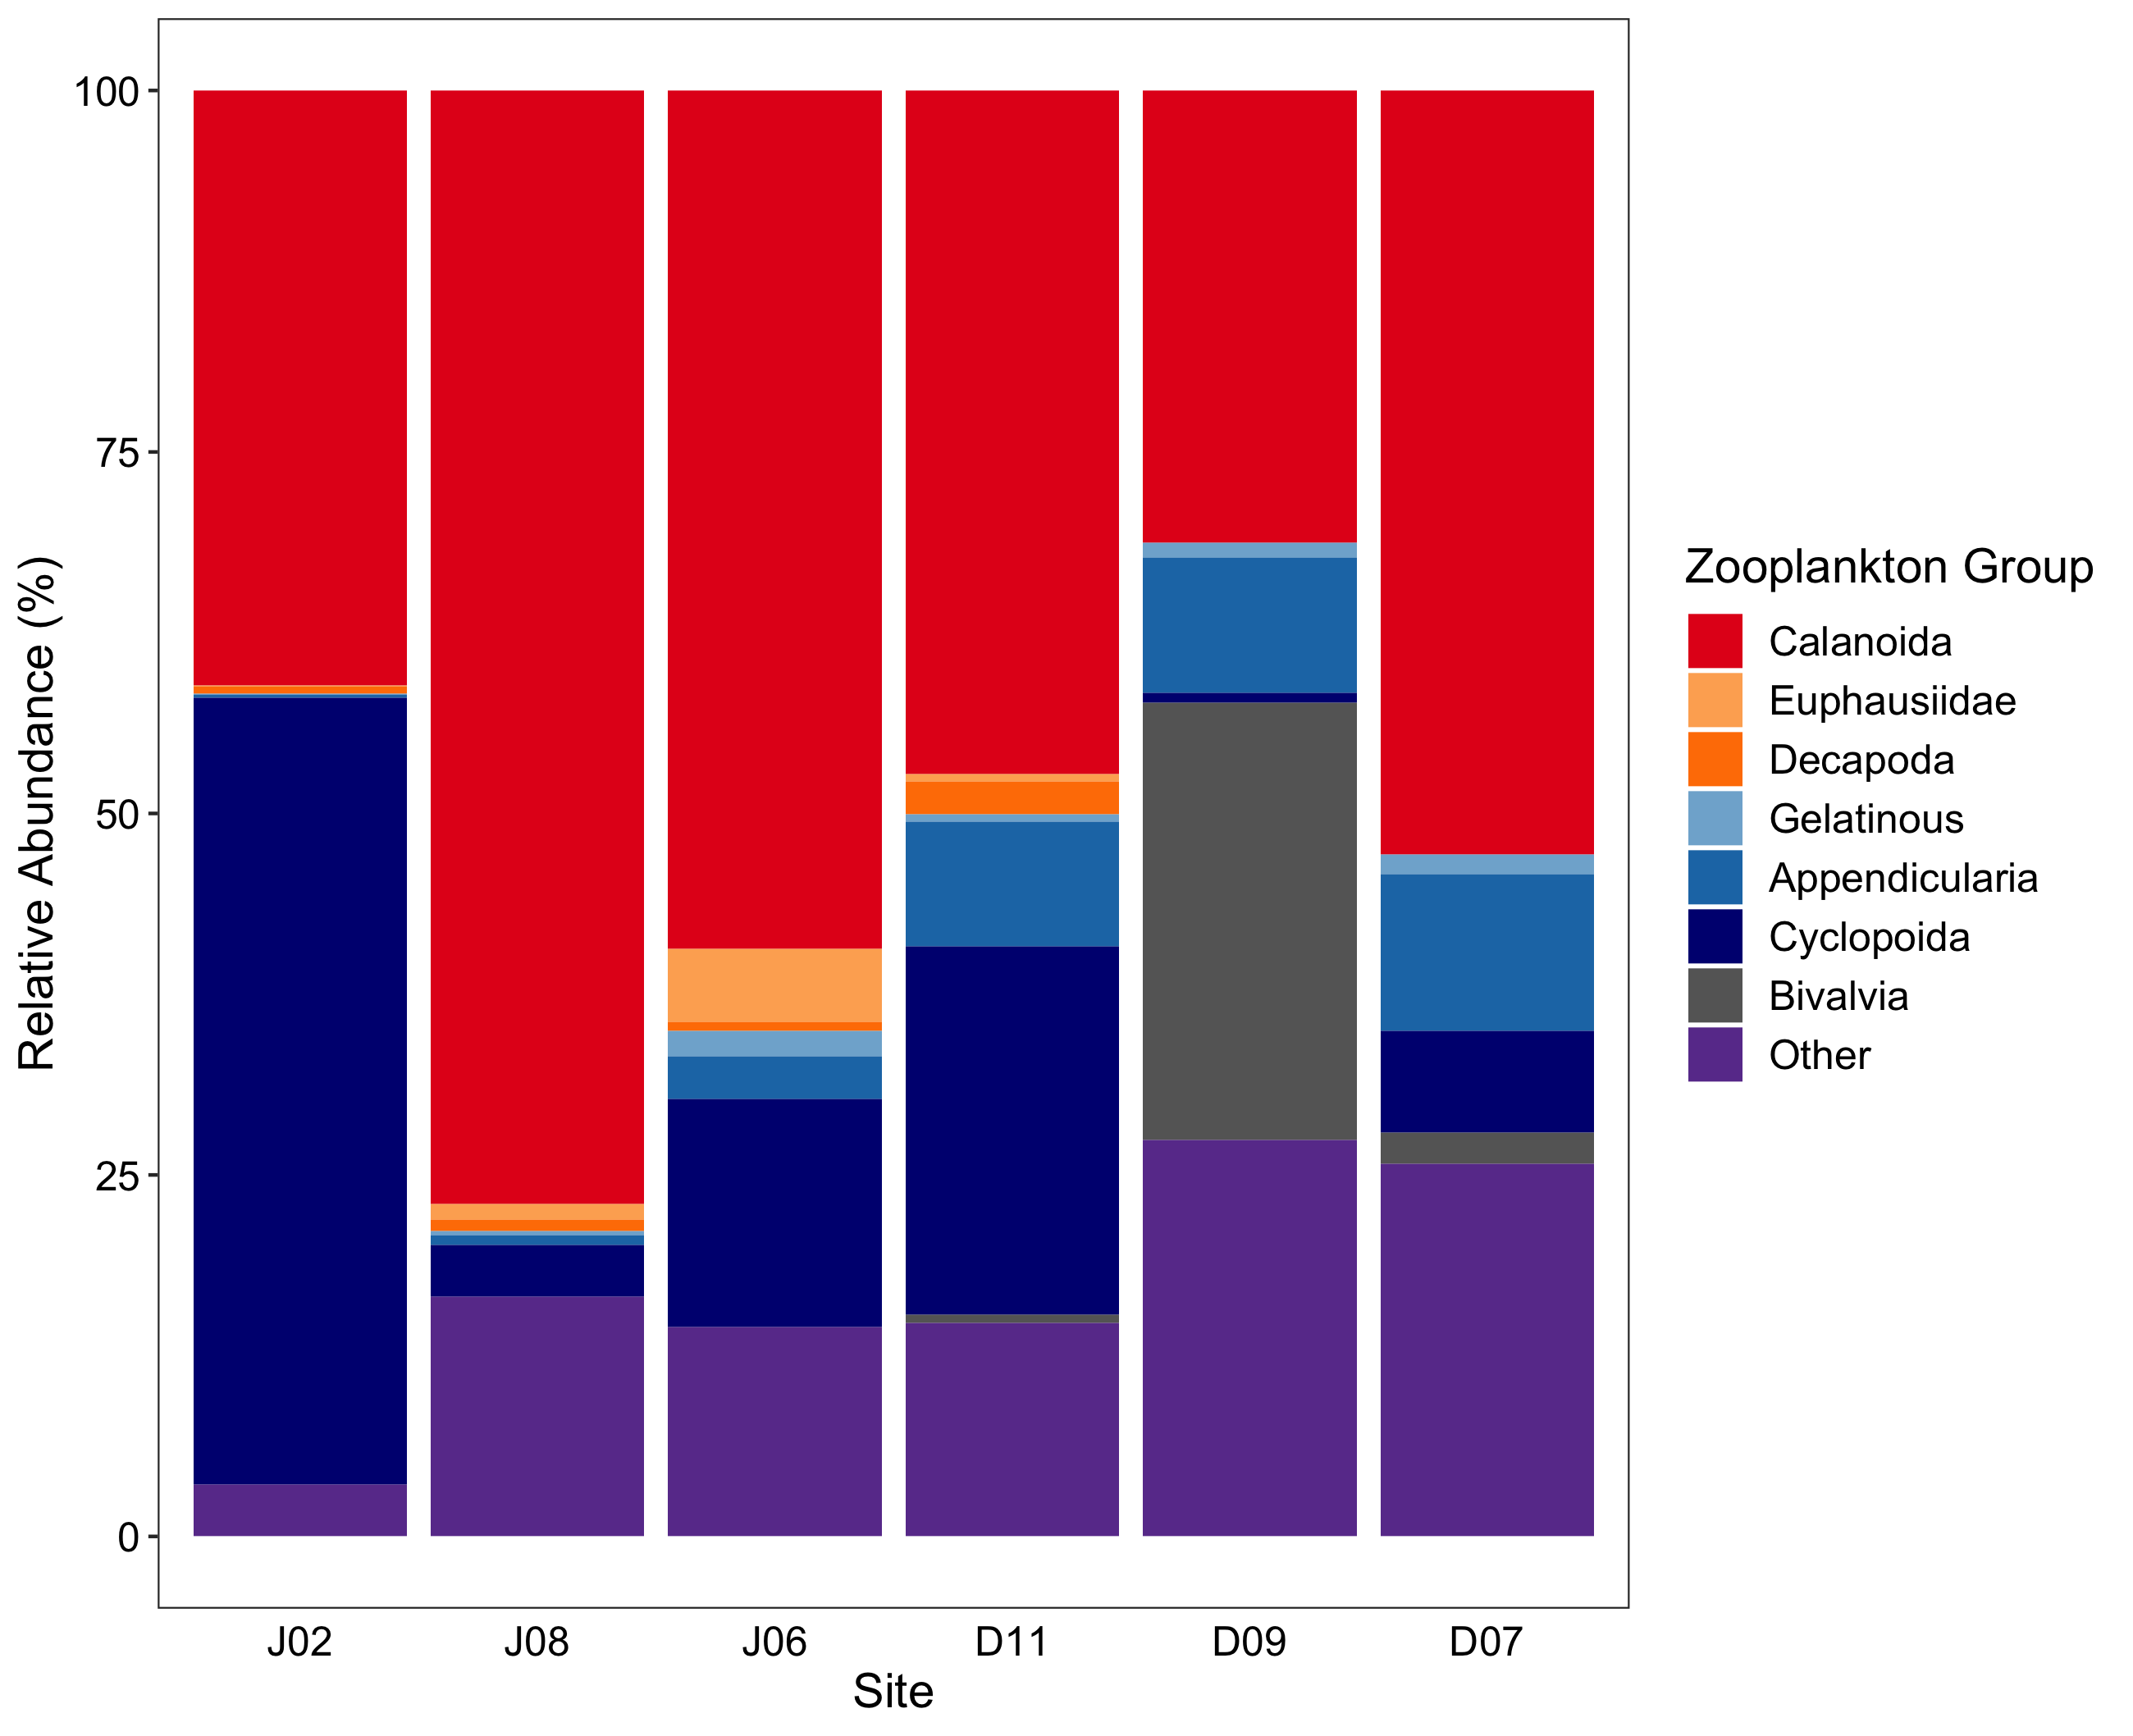 Relative Abundance (%)
100
75
50
25
0
J02 J08 J06 D11 D09 D07
Site
Zooplankton Group
Calanoida
Euphausiidae
Decapoda
Gelatinous
Appendicularia
Cyclopoida
Bivalvia
Other